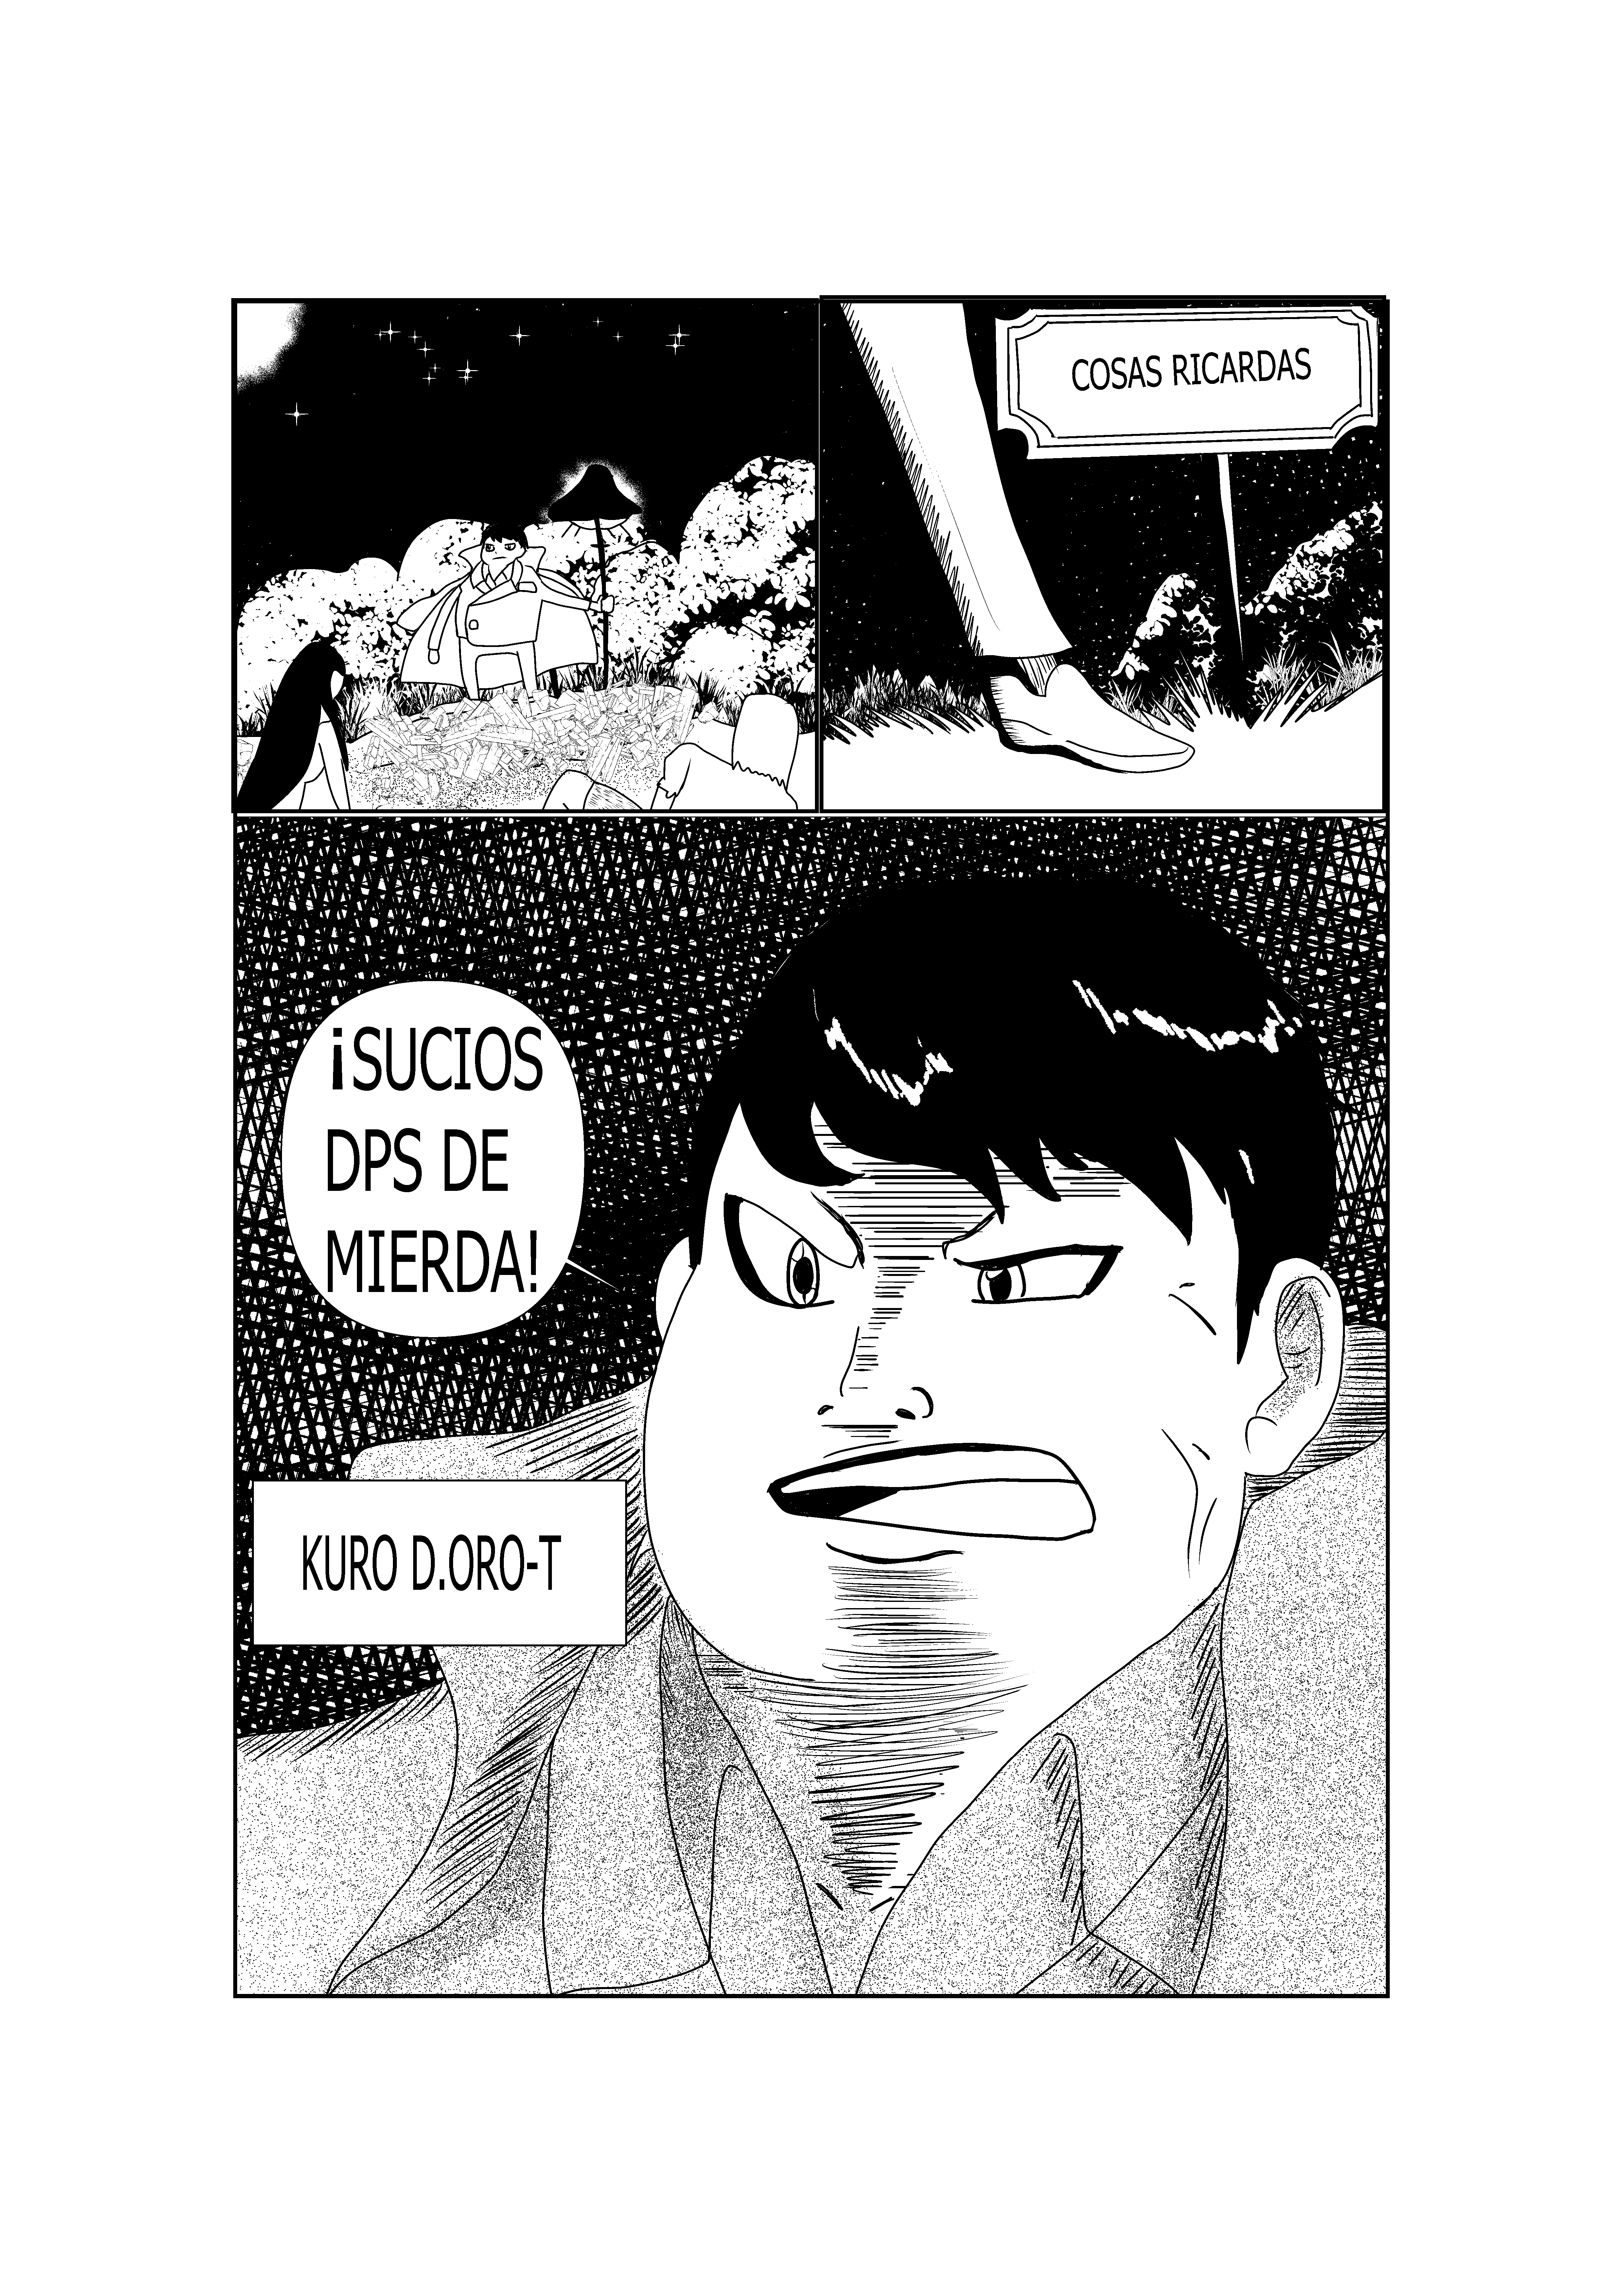 COSAS RICARDAS
¡SUCIOS
DPS DE
MIERDA!
KURO D.ORO-T